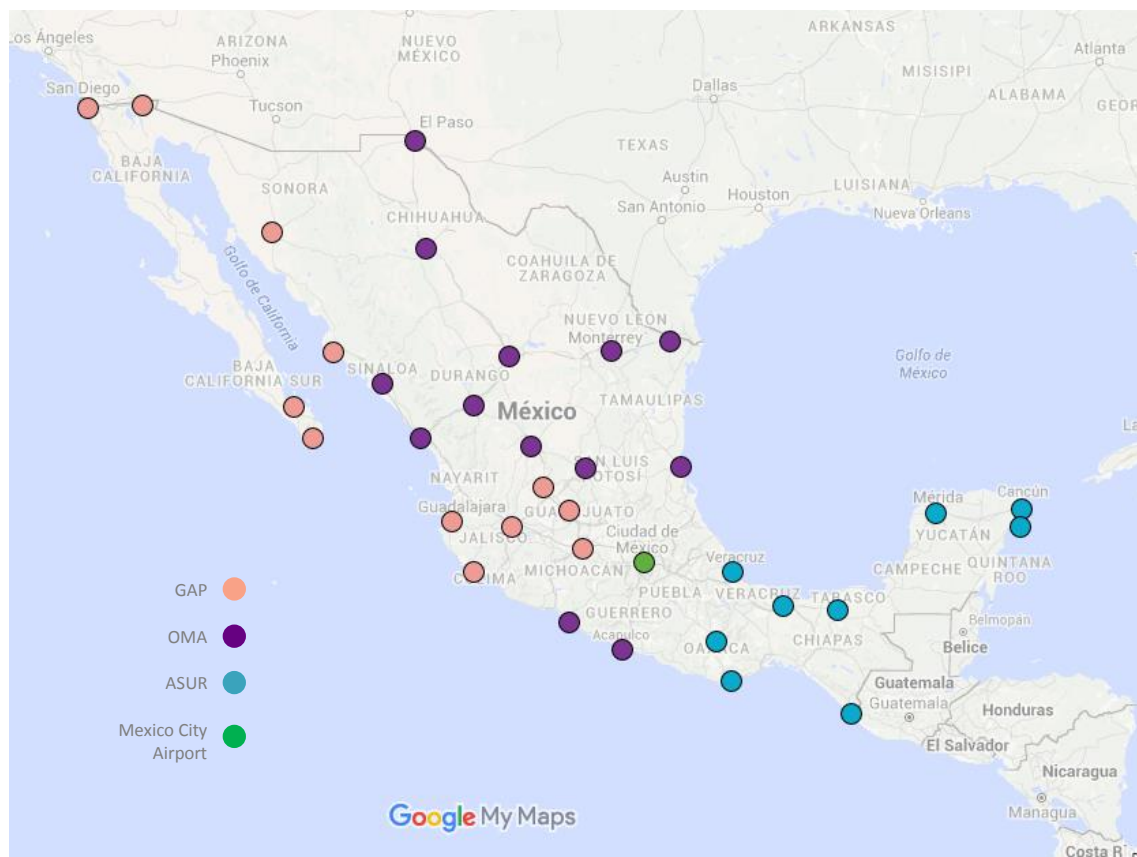 Los Ángeles
ARIZONA
Phoenix
NUEVO
MÉXICO
ARKANSAS
Atlanta
MISISIPI
ALABAMA
GEOR
San Diego
Tucson
El Paso
Dallas
TEXAS
BAJA
CALIFORNIA
SONORA
CHIHUAHUA
Austin
Houston
San Antonio
LUISIANA
Nueva Orleans
Golfo de California
COAHUILA DE
ZARAGOZA
NUEVO LEÓN
Monterrey
BAJA
CALIFORNIA SUR
SINALOA
DURANGO
México
TAMAULIPAS
Golfo de
México
La
NAYARIT
SAN LUIS
POTOSÍ
Guadalajara
JALISCO
GUANAJUATO
Ciudad de
México
COLIMA
MICHOACÁN
PUEBLA
Veracruz
VERACRUZ
TABASCO
Mérida
YUCATÁN
Cancún
CAMPECHE
QUINTANA
ROO
GUERRERO
Acapulco
OAXACA
CHIAPAS
Belmopán
Belice
Guatemala
Guatemala
Honduras
El Salvador
Nicaragua
Managua
Costa R
GAP
OMA
ASUR
Mexico City
Airport
Google My Maps